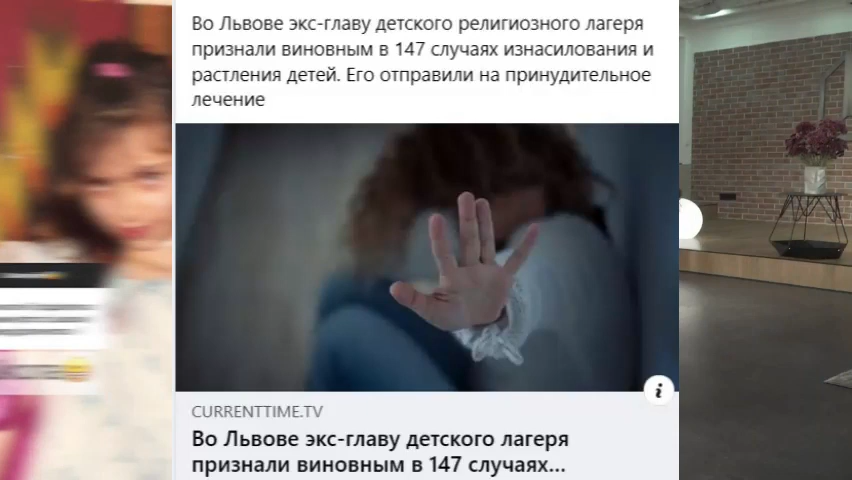 Во Львове экс-главу детского религиозного лагеря
признали виновным в 147 случаях изнасилования и
растления детей. Его отправили на принудительное
лечение
CURRENTTIME.TV
Во Львове экс-главу детского лагеря
признали виновным в 147 случаях...